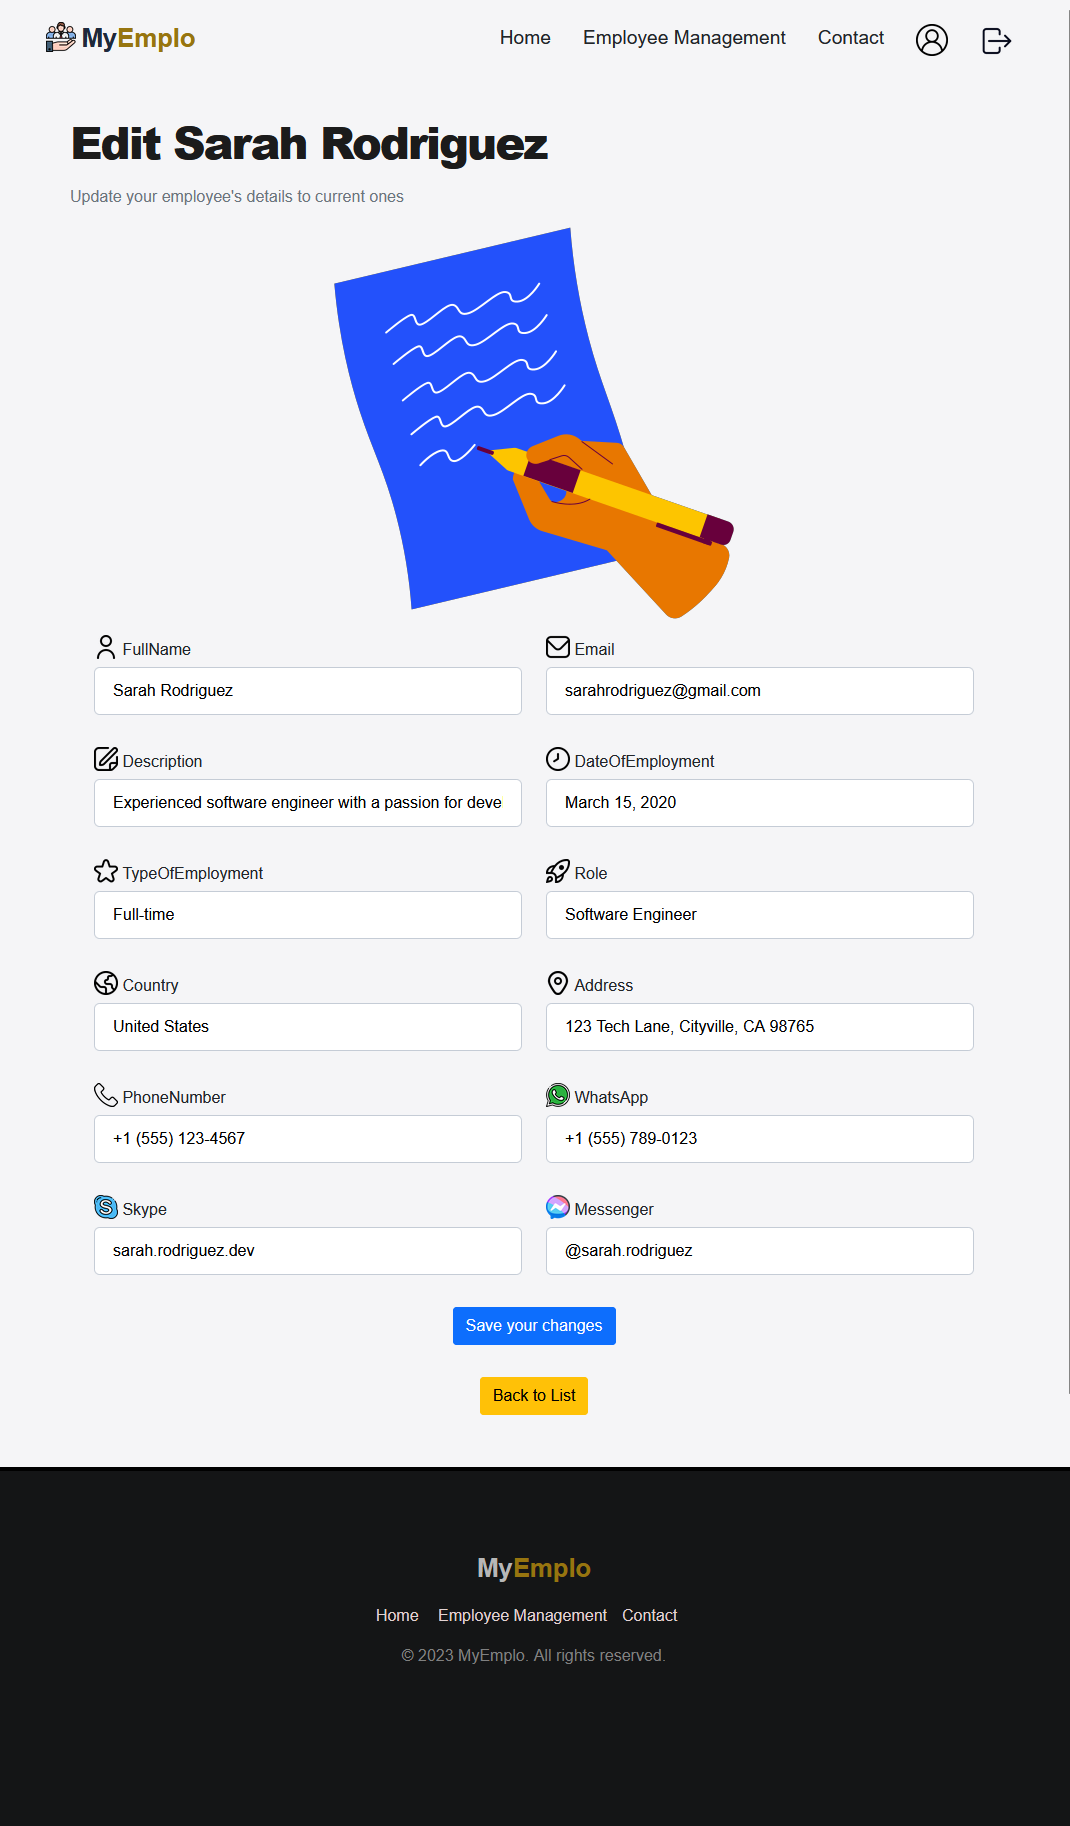 MyEmplo
Home Employee Management Contact
Edit Sarah Rodriguez
Update your employee's details to current ones
FullName
Sarah Rodriguez
Email
sarahrodriguez@gmail.com
Description
Experienced software engineer with a passion for deve
DateOfEmployment
March 15, 2020
TypeOfEmployment
Full-time
Role
Software Engineer
Country
United States
Address
123 Tech Lane, Cityville, CA 98765
PhoneNumber
+1 (555) 123-4567
WhatsApp
+1 (555) 789-0123
Skype
sarah.rodriguez.dev
Messenger
@sarah.rodriguez
Save your changes
Back to List
MyEmplo
Home Employee Management Contact
© 2023 MyEmplo. All rights reserved.